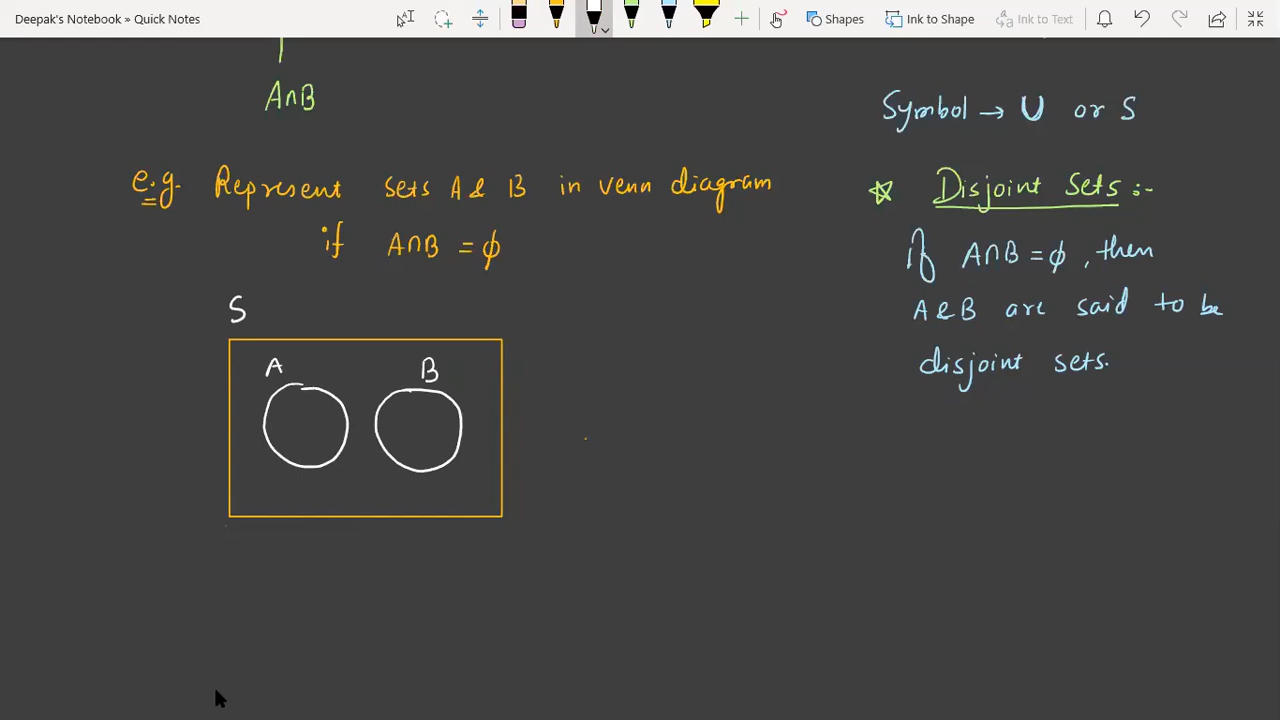 Deepak's Notebook » Quick Notes
Shapes
Ink to Shape
Ink to Text
A∩B
e.g. Represent sets A & B in venn diagram
if A∩B = ϕ
S
A B
Symbol → U or S
☆ Disjoint Sets :-
If A∩B = ϕ, then
A & B are said to be
disjoint sets.